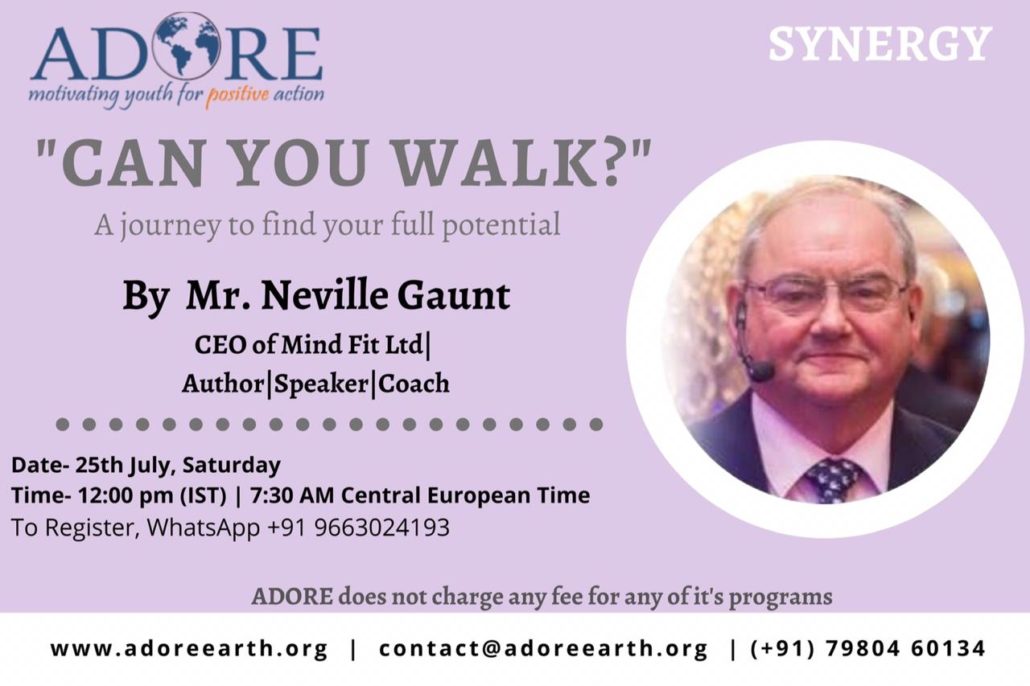 ADORE
motivating youth for positive action
SYNERGY
"CAN YOU WALK?"
A journey to find your full potential
By Mr. Neville Gaunt
CEO of Mind Fit Ltd|
Author|Speaker|Coach
Date- 25th July, Saturday
Time- 12:00 pm (IST) | 7:30 AM Central European Time
To Register, WhatsApp +91 9663024193
ADORE does not charge any fee for any of it's programs
www.adoreearth.org | contact@adoreearth.org | (+91) 79804 60134